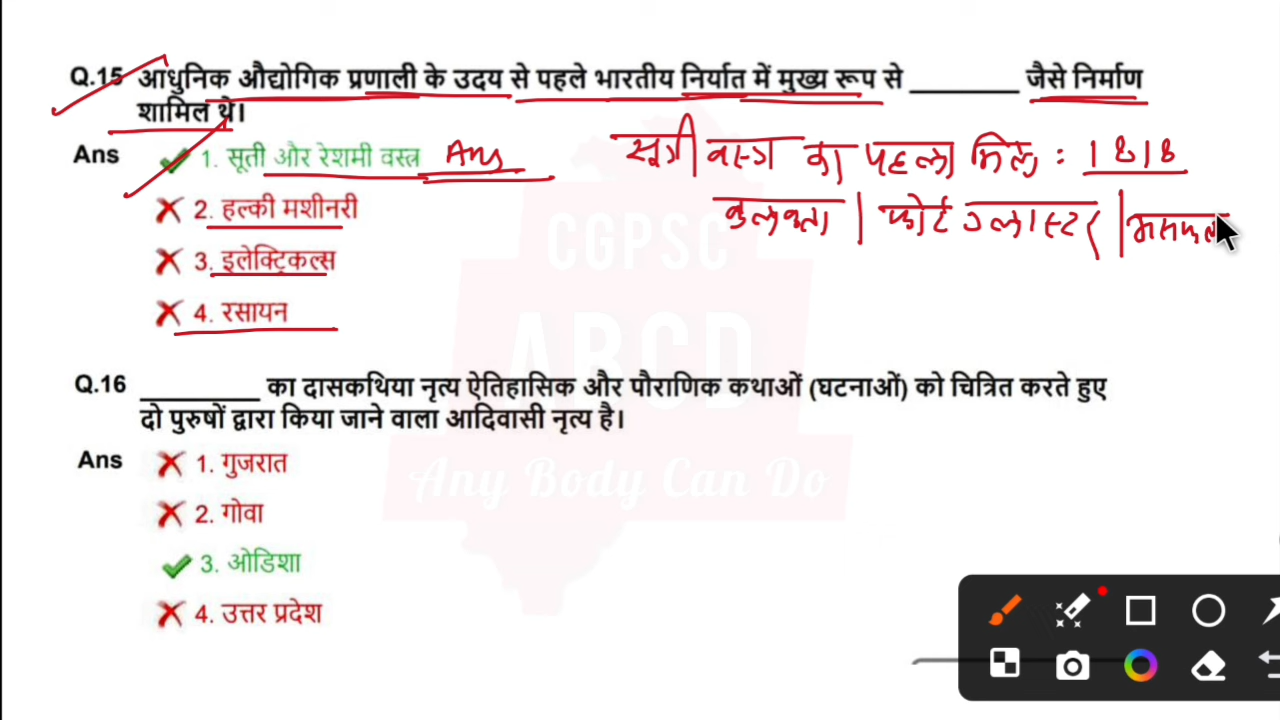 Q.15 आधुनिक औद्योगिक प्रणाली के उदय से पहले भारतीय निर्यात में मुख्य रूप से ________ जैसे निर्माण
शामिल थे।
Ans 1. सूती और रेशमी वस्त्र Ans
सूती वस्त्र का पहला मिल : 1818
2. हल्की मशीनरी
कलकत्ता | फोर्ट ग्लास्टर |
3. इलेक्ट्रिकल्स
4. रसायन
CGPSC
ABCD
Any Body Can Do
Q.16 ________ का दासकथिया नृत्य ऐतिहासिक और पौराणिक कथाओं (घटनाओं) को चित्रित करते हुए
दो पुरुषों द्वारा किया जाने वाला आदिवासी नृत्य है।
Ans 1. गुजरात
2. गोवा
3. ओडिशा
4. उत्तर प्रदेश